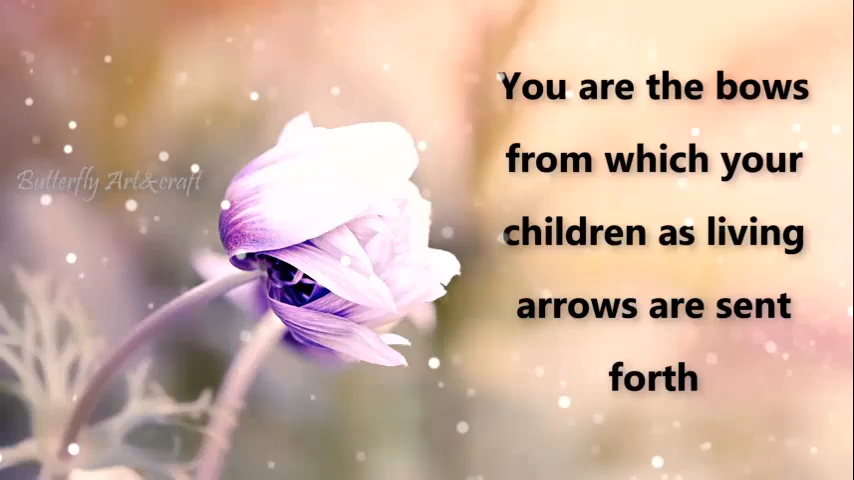 You are the bows
from which your
children as living
arrows are sent
forth
Butterfly Art&craft